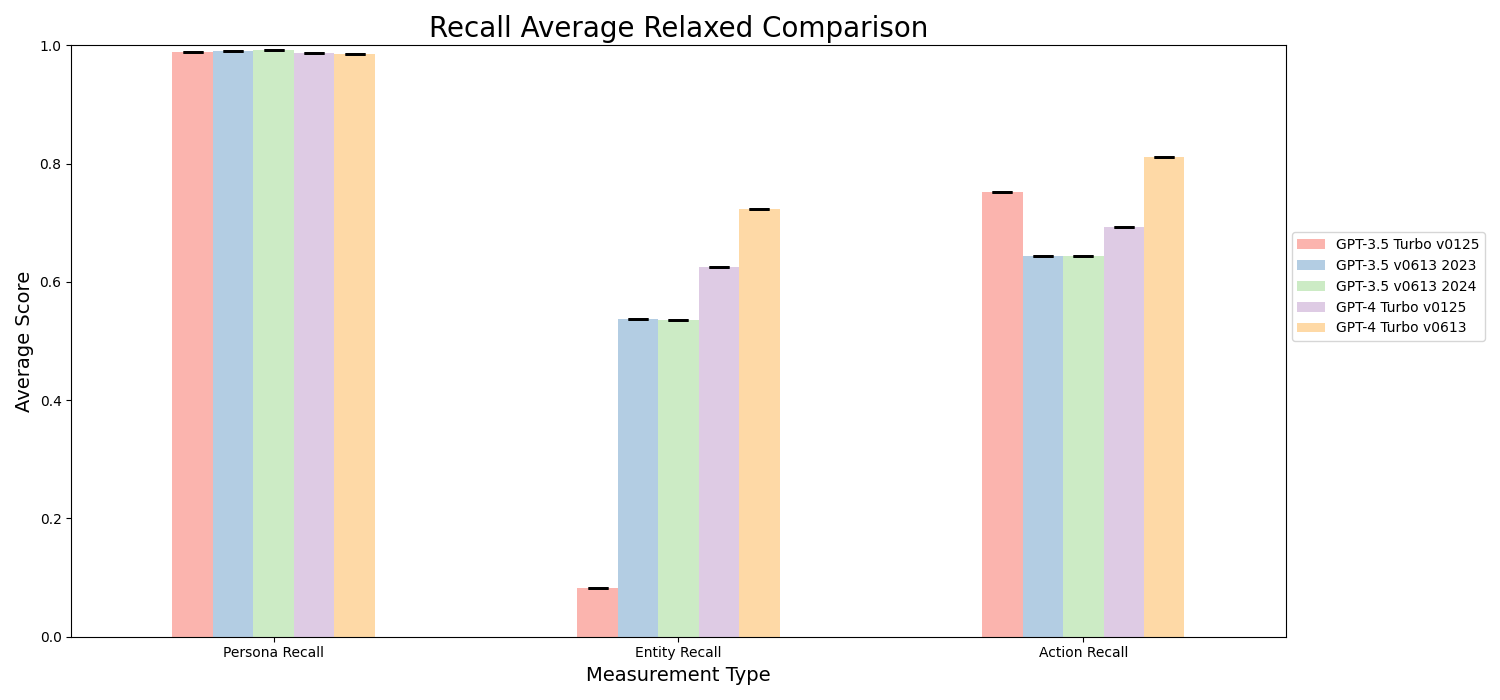 Recall Average Relaxed Comparison
1.0
0.8
0.6
0.4
0.2
0.0
Average Score
Persona Recall
Entity Recall
Action Recall
Measurement Type
GPT-3.5 Turbo v0125
GPT-3.5 v0613 2023
GPT-3.5 v0613 2024
GPT-4 Turbo v0125
GPT-4 Turbo v0613